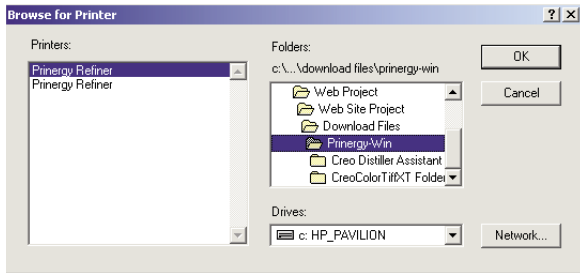 Browse for Printer
Printers:
Prinergy Refiner
Prinergy Refiner
Folders:
c:\...\download files\prinergy-win
Web Project
Web Site Project
Download Files
Prinergy-Win
Creo Distiller Assistant
CreoColorTiffXT Folder
Drives:
c: HP_PAVILION
OK
Cancel
Network...